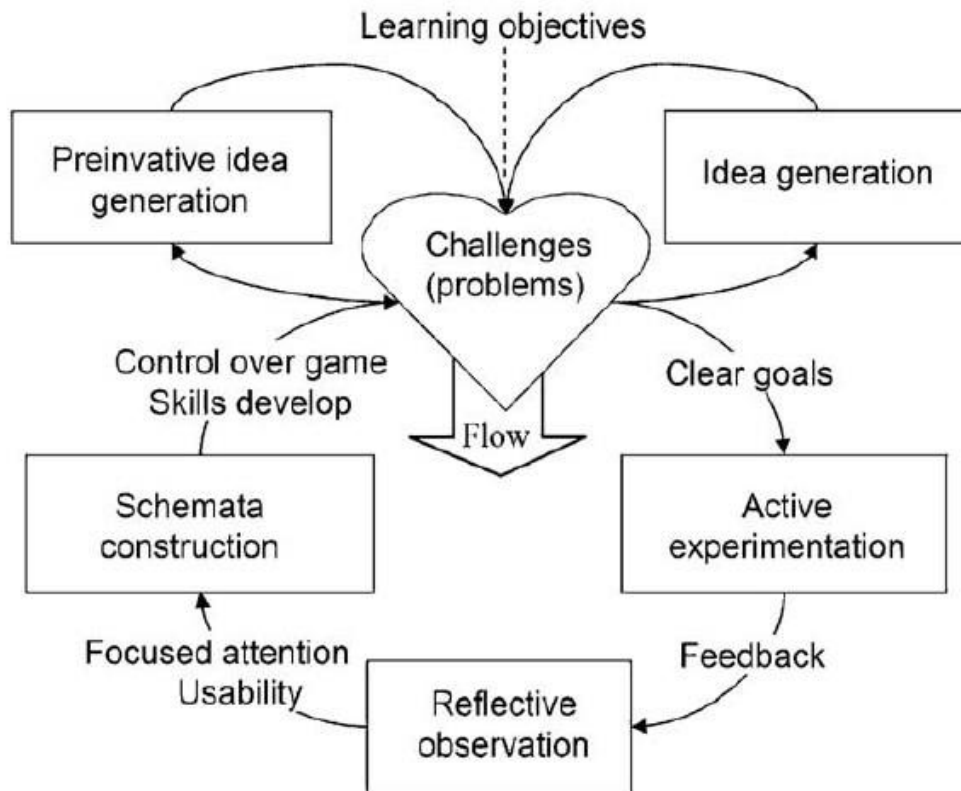 Learning objectives
Preinvative idea
generation
Idea generation
Challenges
(problems)
Control over game
Skills develop
Clear goals
Flow
Schemata
construction
Active
experimentation
Focused attention
Usability
Feedback
Reflective
observation